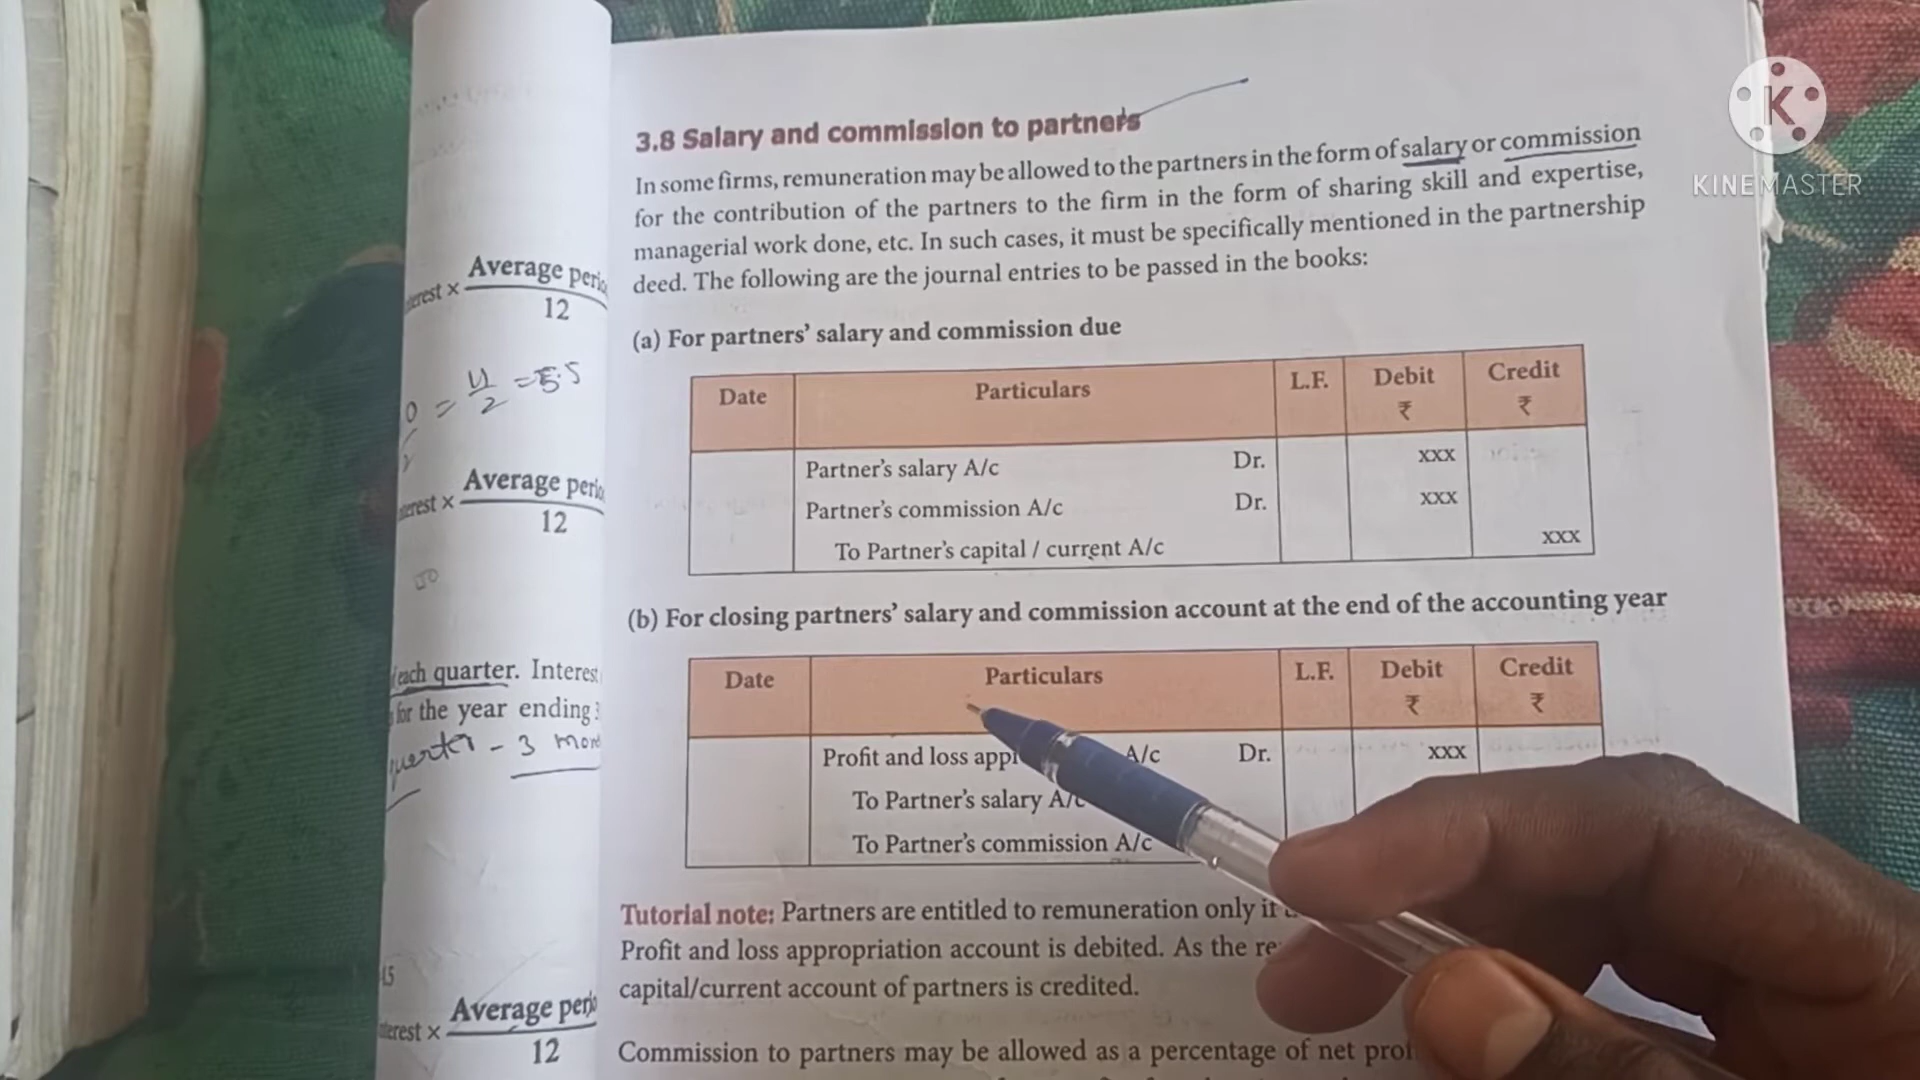 3.8 Salary and commission to partners
In some firms, remuneration may be allowed to the partners in the form of salary or commission
for the contribution of the partners to the firm in the form of sharing skill and expertise,
managerial work done, etc. In such cases, it must be specifically mentioned in the partnership
deed. The following are the journal entries to be passed in the books:
(a) For partners' salary and commission due
Date Particulars L.F. Debit ₹ Credit ₹
Partner's salary A/c Dr. xxx
Partner's commission A/c Dr. xxx
To Partner's capital / current A/c xxx
(b) For closing partners' salary and commission account at the end of the accounting year
Date Particulars L.F. Debit ₹ Credit ₹
Profit and loss A/c Dr. xxx
To Partner's salary A/c
To Partner's commission A/c
Tutorial note: Partners are entitled to remuneration only
Profit and loss appropriation account is debited. As the
capital/current account of partners is credited.
Commission to partners may be allowed as a percentage of net
× Average
12
= 11/2 = 5.5
× Average
12
each quarter. Interest
for the year ending
- 3
× Average
12
KINEMASTER